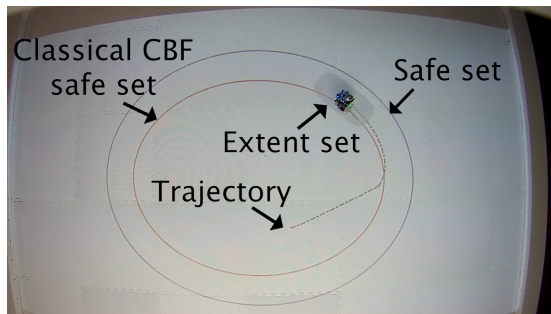 Classical CBF
safe set
Safe set
Extent set
Trajectory